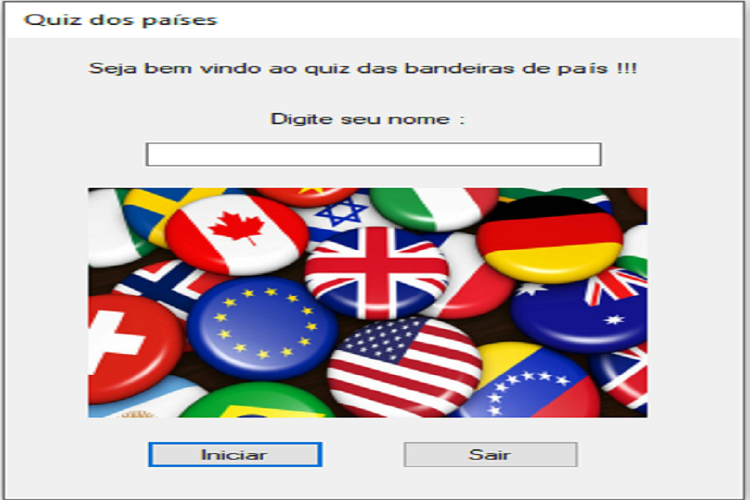 Quiz dos países
Seja bem vindo ao quiz das bandeiras de país !!!
Digite seu nome :
Iniciar
Sair